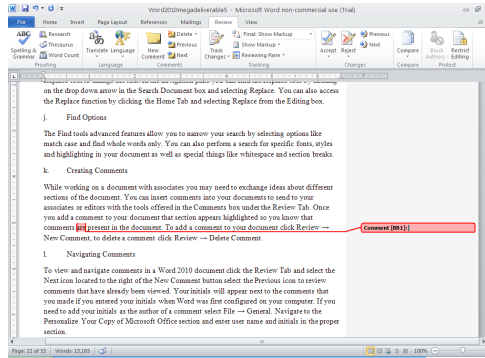 Word2010megadeliverable5 - Microsoft Word non-commercial use (Trial)
File Home Insert Page Layout References Mailings Review View
ABC Research Delete Final: Show Markup Previous
Thesaurus Previous Show Markup Next
Spelling & Grammar Word Count Translate Language New Comment Next Track Changes Reviewing Pane Accept Reject Compare Block Authors Restrict Editing
Proofing Language Comments Tracking Changes Compare Protect
on the drop down arrow in the Search Document box and selecting Replace. You can also access
the Replace function by clicking the Home Tab and selecting Replace from the Editing box.
j. Find Options
The Find tools advanced features allow you to narrow your search by selecting options like
match case and find whole words only. You can also perform a search for specific fonts, styles
and highlighting in your document as well as special things like whitespace and section breaks.
k. Creating Comments
While working on a document with associates you may need to exchange ideas about different
sections of the document. You can insert comments into your documents to send to your
associates or editors with the tools offered in the Comments box under the Review Tab. Once
you add a comment to your document that section appears highlighted so you know that
comments are present in the document. To add a comment to your document click Review →
Comment [BB1]:
New Comment, to delete a comment click Review → Delete Comment.
l. Navigating Comments
To view and navigate comments in a Word 2010 document click the Review Tab and select the
Next icon located to the right of the New Comment button select the Previous icon to review
comments that have already been viewed. Your initials will appear next to the comments that
you made if you entered your initials when Word was first configured on your computer. If you
need to add your initials as the author of a comment select File → General. Navigate to the
Personalize Your Copy of Microsoft Office section and enter user name and initials in the proper
section.
Page: 22 of 53 Words: 13,165 100%